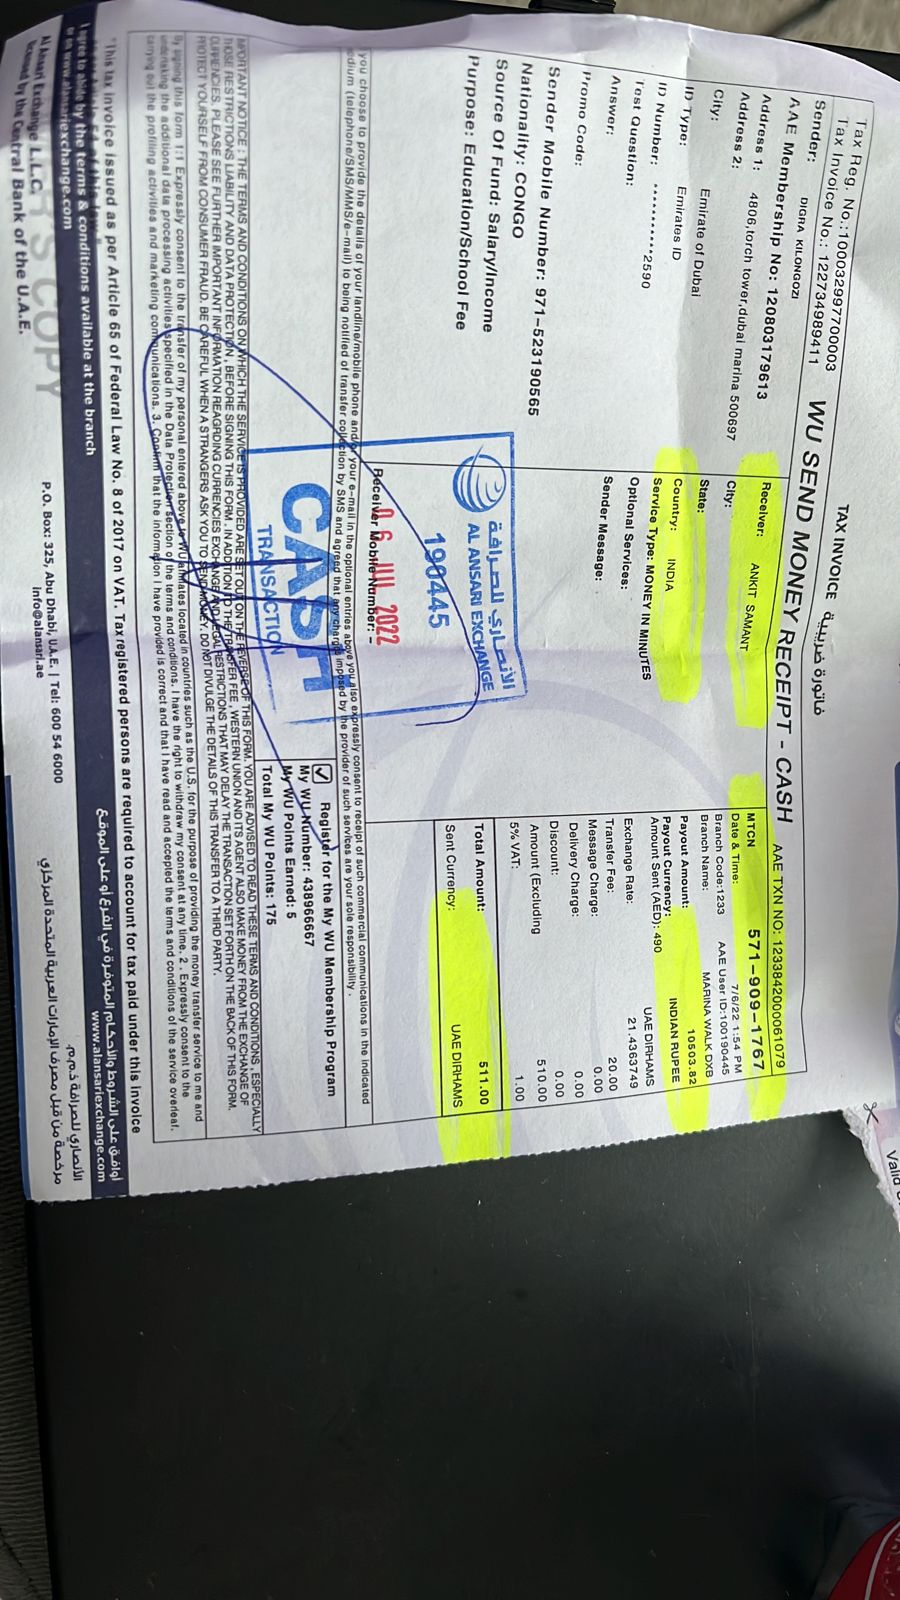 TAX INVOICE فاتورة ضريبية
Tax Reg. No.:100032997700003
Tax Invoice No.: 122734989411
WU SEND MONEY RECEIPT - CASH
AAE TXN NO: 1233842000061079
Sender: DIGRA KILONGOZI
AAE Membership No: 120803179613
Address 1: 4806,torch tower,dubai marina 500697
Address 2:
City: Emirate of Dubai
ID Type: Emirates ID
ID Number: ***********2590
Test Question:
Answer:
Promo Code:
Sender Mobile Number: 971-523190565
Nationality: CONGO
Source Of Fund: Salary/Income
Purpose: Education/School Fee
Receiver: ANKIT SAMANT
City:
State:
Country: INDIA
Service Type: MONEY IN MINUTES
Optional Services:
Sender Message:
Receiver Mobile Number: -
MTCN 571-909-1767
Date & Time: 7/6/22 1:54 PM
Branch Code:1233 AAE User ID:10019045
Branch Name: MARINA WALK DXB
Payout Amount: 10503.82
Payout Currency: INDIAN RUPEE
Amount Sent (AED): 490 UAE DIRHAMS
Exchange Rate: 21.4363749
Transfer Fee: 20.00
Message Charge: 0.00
Delivery Charge: 0.00
Discount: 0.00
Amount (Excluding 510.00
5% VAT: 1.00
Total Amount: 511.00
Sent Currency: UAE DIRHAMS
الأنصاري للصرافة
AL ANSARI EXCHANGE
190445
06 JUL 2022
CASH
TRANSACTION
you choose to provide the details of your landline/mobile phone and/or your e-mail in the optional entries above you also expressly consent to receipt of such commercial communications in the indicated
medium (telephone/SMS/MMS/e-mail) to being notified of transfer collection by SMS and agreed that any charge imposed by the provider of such services are your sole responsibility .
Register for the My WU Membership Program
My WU Number: 438966667
My WU Points Earned: 5
Total My WU Points: 175
IMPORTANT NOTICE : THE TERMS AND CONDITIONS ON WHICH THE SERVICE IS PROVIDED ARE SET OUT ON THE REVERSE OF THIS FORM. YOU ARE ADVISED TO READ THESE TERMS AND CONDITIONS, ESPECIALLY
THOSE RESTRICTIONS LIABILITY AND DATA PROTECTION , BEFORE SIGNING THIS FORM. IN ADDITION TO THE TRANSFER FEE , WESTERN UNION AND ITS AGENT ALSO MAKE MONEY FROM THE EXCHANGE OF
CURRENCIES. PLEASE SEE FURTHER IMPORTANT INFORMATION REAGRDING CURRENCIES EXCHANGE AND LEGAL RESTRICTIONS THAT MAY DELAY THE TRANSACTION SET FORTH ON THE BACK OF THIS FORM.
PROTECT YOURSELF FROM CONSUMER FRAUD. BE CAREFUL WHEN A STRANGERS ASK YOU TO SEND MONEY. DO NOT DIVULGE THE DETAILS OF THIS TRANSFER TO A THIRD PARTY.
By signing this form 1:1 Expressly consent to the transfer of my personal entered above to WU affiliates located in countries such as the U.S. for the purpose of providing the money transfer service to me and
undertaking the additional data processing activities specified in the Data Protection section of the terms and conditions. I have the right to withdraw my consent at any time. 2 . Expressly consent to the
carrying out the profiling activities and marketing communications. 3. Confirm that the information I have provided is correct and that I have read and accepted the terms and conditions of the service overleaf.
*This tax invoice issued as per Article 65 of Federal Law No. 8 of 2017 on VAT. Tax registered persons are required to account for tax paid under this invoice
I agree to abide by the terms & conditions available at the branch
or on www.alansariexchange.com
أوافق على الشروط والأحكام المتوفرة في الفرع أو على الموقع
www.alansariexchange.com
Al Ansari Exchange L.L.C.
licensed by the Central Bank of the U.A.E.
COPY
P.O. Box: 325, Abu Dhabi, U.A.E. | Tel: 600 54 6000
info@alansari.ae
الأنصاري للصرافة ذ.م.م.
مرخصة من قبل مصرف الإمارات العربية المتحدة المركزي
Valid